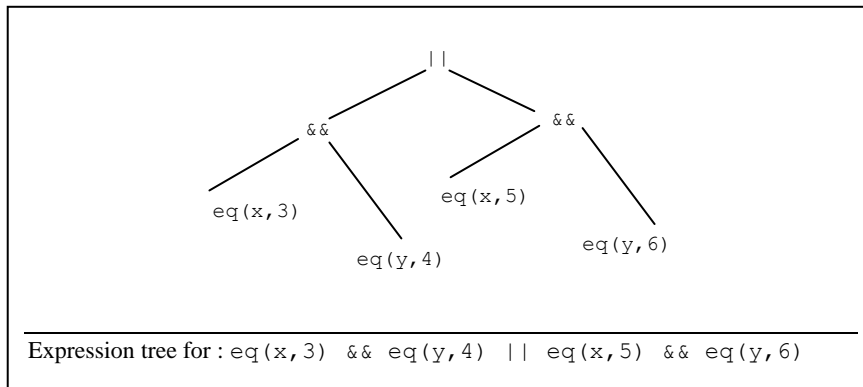 ||
&&
&&
eq(x,3)
eq(x,5)
eq(y,4)
eq(y,6)
Expression tree for : eq(x,3) && eq(y,4) || eq(x,5) && eq(y,6)